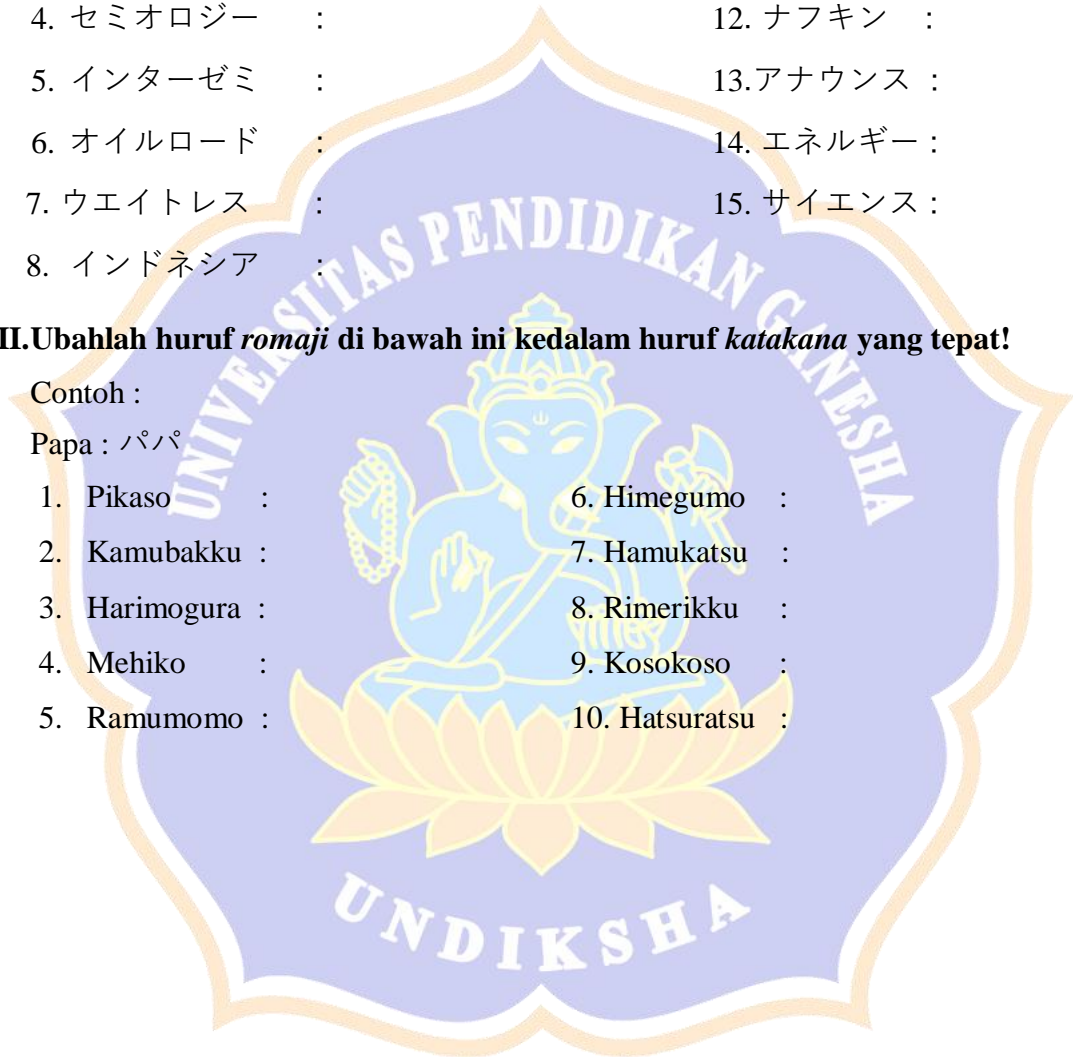 4. セミオロジー :
12. ナフキン :
5. インターゼミ :
13.アナウンス :
6. オイルロード :
14. エネルギー :
7. ウエイトレス :
15. サイエンス :
8. インドネシア :
II.Ubahlah huruf romaji di bawah ini kedalam huruf katakana yang tepat!
Contoh :
Papa : パパ
1. Pikaso :
6. Himegumo :
2. Kamubakku :
7. Hamukatsu :
3. Harimogura :
8. Rimerikku :
4. Mehiko :
9. Kosokoso :
5. Ramumomo :
10. Hatsuratsu :
UNIVERSITAS PENDIDIKAN GANESHA
UNDIKSHA